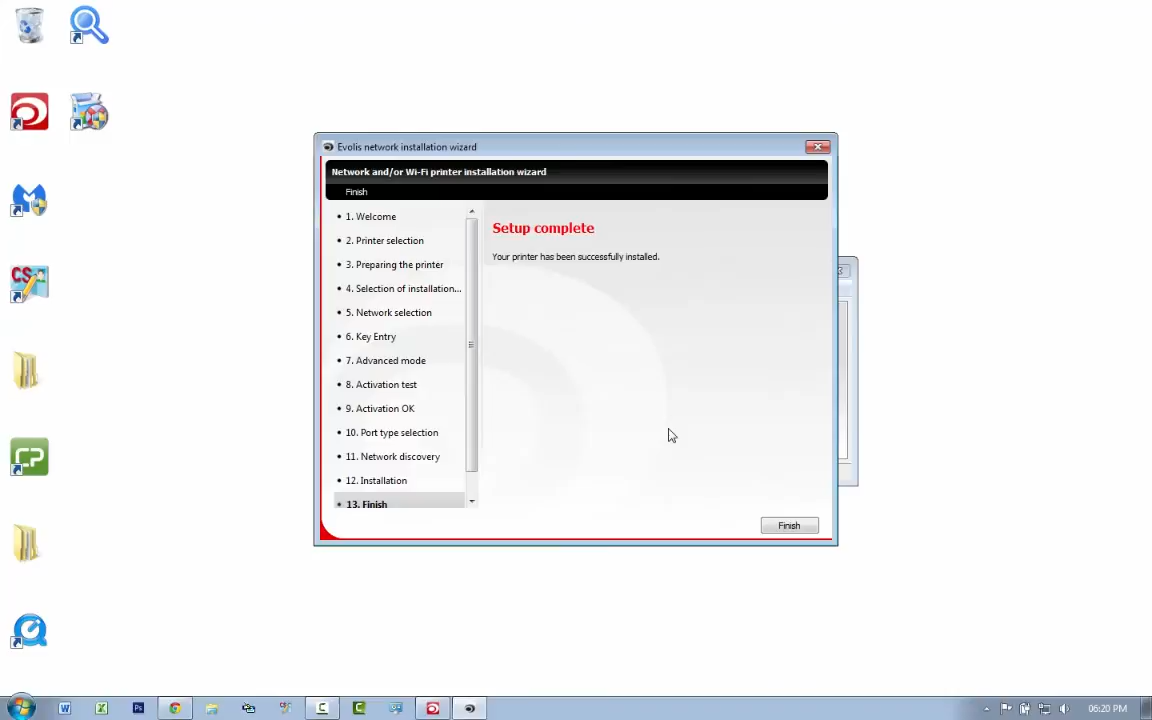 Evolis network installation wizard
Network and/or Wi-Fi printer installation wizard
Finish
• 1. Welcome
• 2. Printer selection
• 3. Preparing the printer
• 4. Selection of installation...
• 5. Network selection
• 6. Key Entry
• 7. Advanced mode
• 8. Activation test
• 9. Activation OK
• 10. Port type selection
• 11. Network discovery
• 12. Installation
• 13. Finish
Setup complete
Your printer has been successfully installed.
Finish
CS
CP
W
X
Ps
C
C
06:20 PM